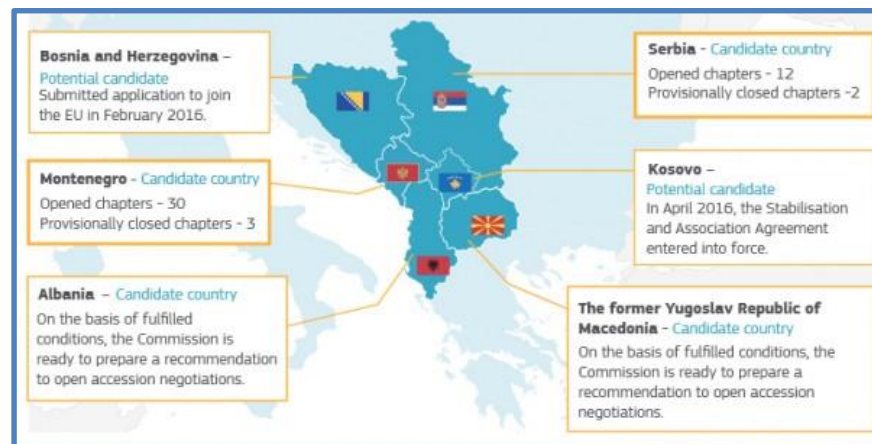 Bosnia and Herzegovina –
Potential candidate
Submitted application to join
the EU in February 2016.
Serbia - Candidate country
Opened chapters - 12
Provisionally closed chapters -2
Montenegro - Candidate country
Opened chapters - 30
Provisionally closed chapters - 3
Kosovo –
Potential candidate
In April 2016, the Stabilisation
and Association Agreement
entered into force.
Albania – Candidate country
On the basis of fulfilled
conditions, the Commission is
ready to prepare a recommendation
to open accession negotiations.
The former Yugoslav Republic of
Macedonia - Candidate country
On the basis of fulfilled conditions, the
Commission is ready to prepare a
recommendation to open accession
negotiations.